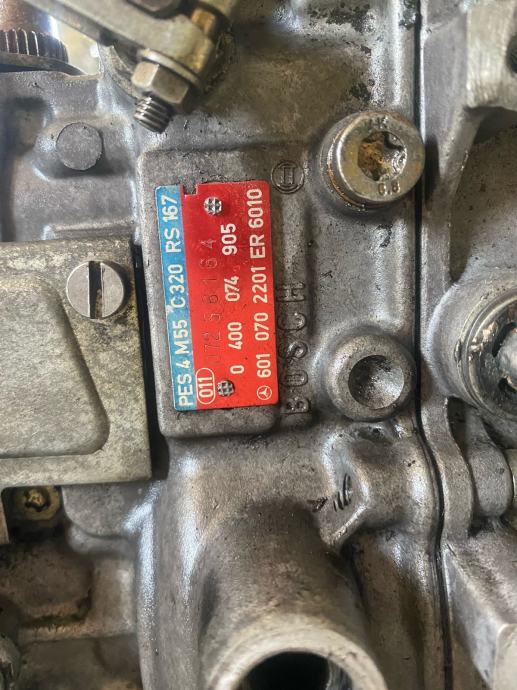 PES 4 M55 C320 RS 167
011
0 400 074 905
601 070 2201 ER 6010
BOSCH